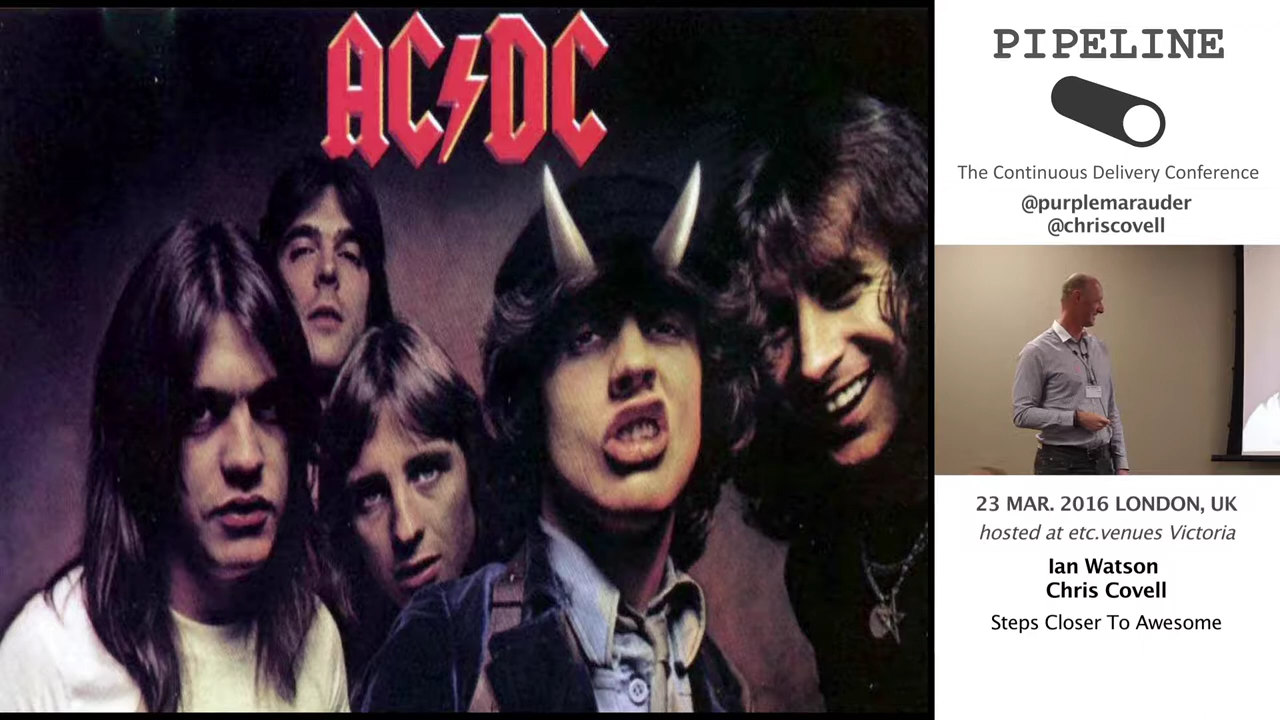 AC⚡DC
PIPELINE
The Continuous Delivery Conference
@purplemarauder
@chriscovell
23 MAR. 2016 LONDON, UK
hosted at etc.venues Victoria
Ian Watson
Chris Covell
Steps Closer To Awesome